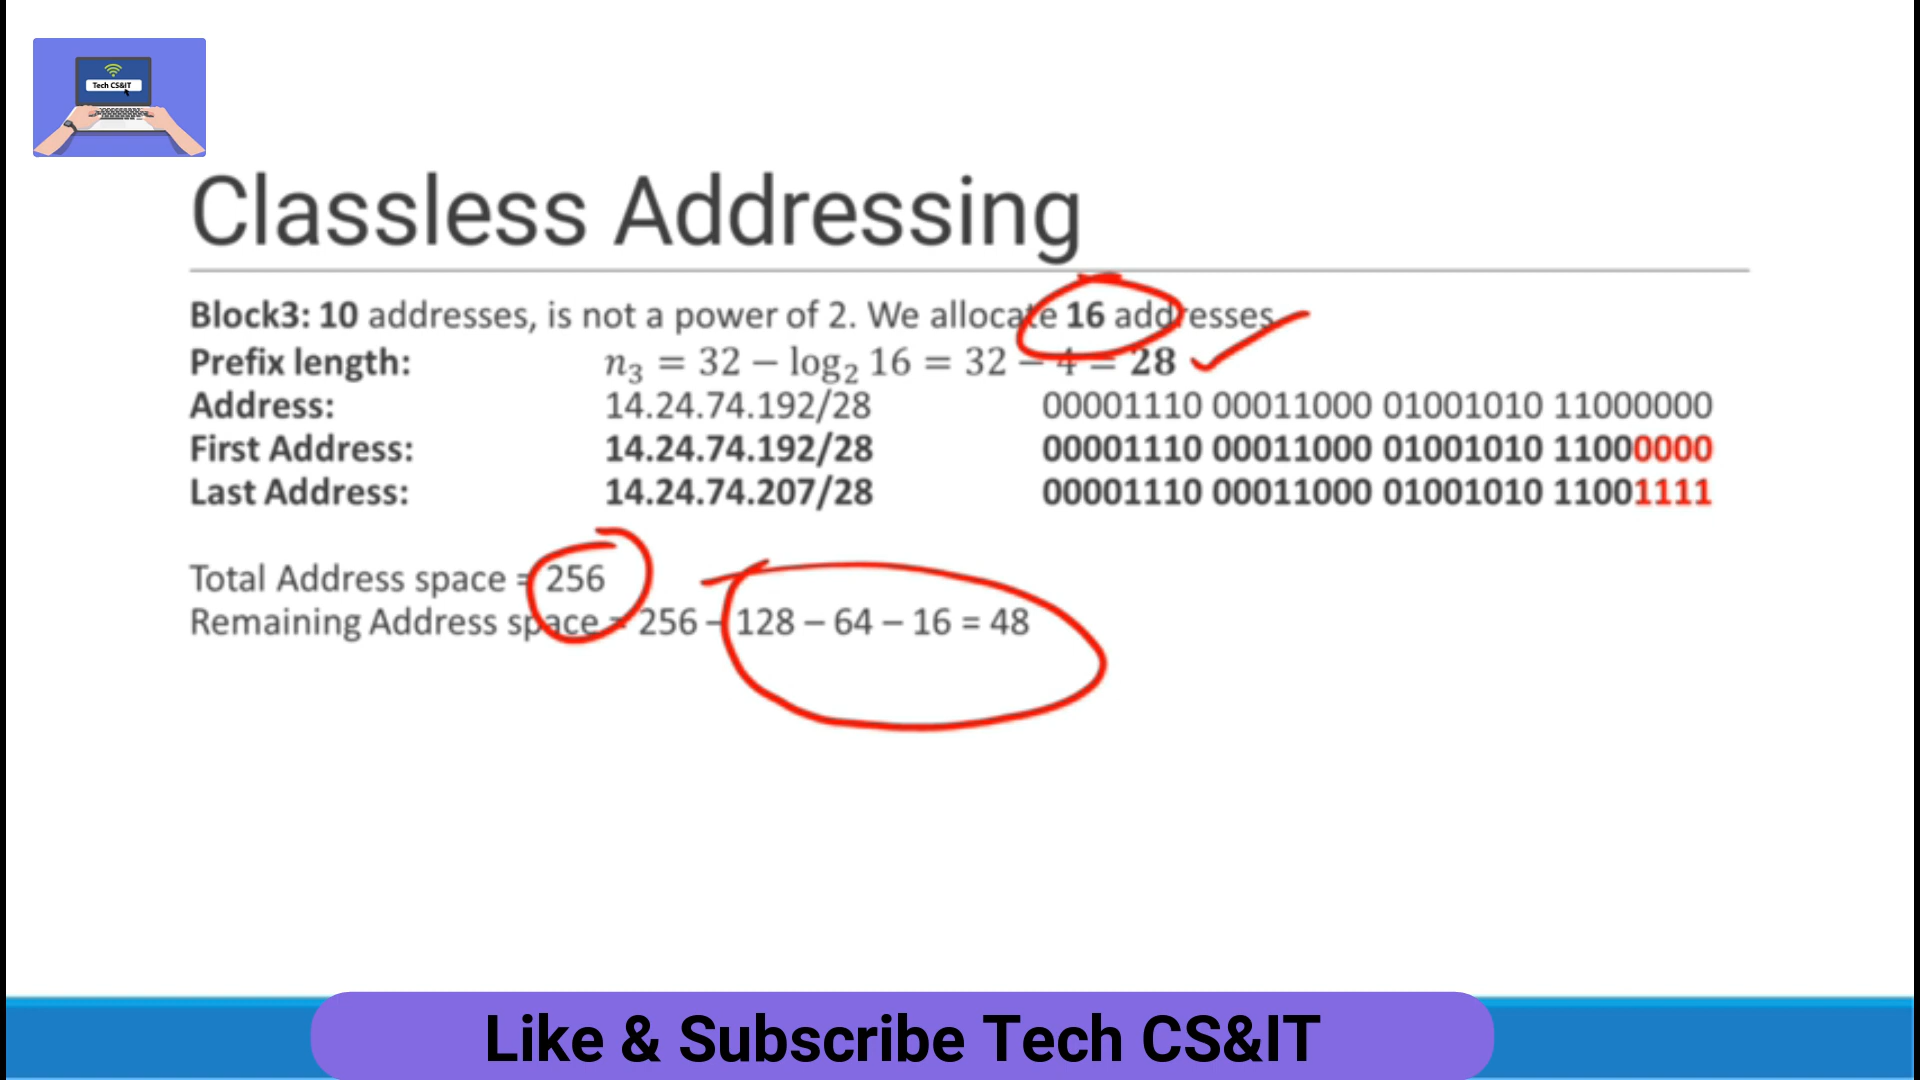 Tech CS&IT
Classless Addressing
Block3: 10 addresses, is not a power of 2. We allocate 16 addresses.
Prefix length: n₃ = 32 − log₂ 16 = 32 − 4 = 28
Address: 14.24.74.192/28 00001110 00011000 01001010 11000000
First Address: 14.24.74.192/28 00001110 00011000 01001010 11000000
Last Address: 14.24.74.207/28 00001110 00011000 01001010 11001111
Total Address space = 256
Remaining Address space = 256 – 128 – 64 – 16 = 48
Like & Subscribe Tech CS&IT